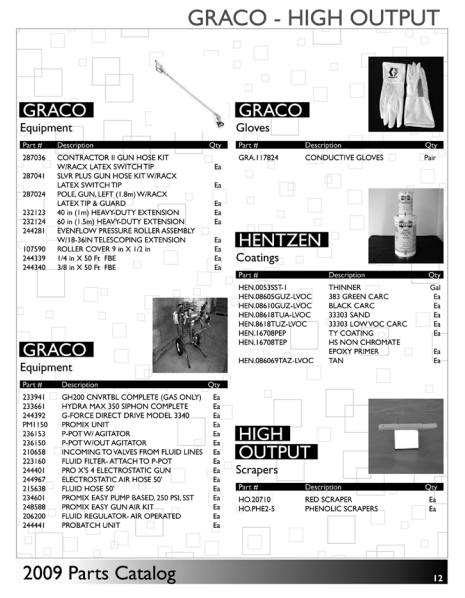 GRACO - HIGH OUTPUT
GRACO
Equipment
Part # Description Qty
287036 CONTRACTOR II GUN HOSE KIT
W/RACX LATEX SWITCH TIP Ea
287041 SLVR PLUS GUN HOSE KIT W/RACX
LATEX SWITCH TIP Ea
287024 POLE GUN, LEFT (1.8m) W/RACX
LATEX TIP & GUARD Ea
232123 40 in (1m) HEAVY-DUTY EXTENSION Ea
232124 60 in (1.5m) HEAVY-DUTY EXTENSION Ea
244281 EVENFLOW PRESSURE ROLLER ASSEMBLY
W/18-36IN TELESCOPING EXTENSION Ea
107590 ROLLER COVER 9 in X 1/2 in Ea
244339 1/4 in X 50 Ft FBE Ea
244340 3/8 in X 50 Ft FBE Ea
GRACO
Equipment
Part # Description Qty
233941 GH200 CNVRTBL COMPLETE (GAS ONLY) Ea
233661 HYDRA MAX 350 SIPHON COMPLETE Ea
244392 G-FORCE DIRECT DRIVE MODEL 3340 Ea
PM1150 PROMIX UNIT Ea
236153 P-POT W/AGITATOR Ea
236150 P-POT W/OUT AGITATOR Ea
210658 INCOMING TO VALVES FROM FLUID LINES Ea
223160 FLUID FILTER- ATTACH TO P-POT Ea
244401 PRO X'S 4 ELECTROSTATIC GUN Ea
244967 ELECTROSTATIC AIR HOSE 50' Ea
215638 FLUID HOSE 50' Ea
234601 PROMIX EASY PUMP BASED, 250 PSI, SST Ea
248588 PROMIX EASY GUN AIR KIT Ea
206200 FLUID REGULATOR- AIR OPERATED Ea
244441 PROBATCH UNIT Ea
GRACO
Gloves
Part # Description Qty
GRA.117824 CONDUCTIVE GLOVES Pair
HENTZEN
Coatings
Part # Description Qty
HEN.0053SST-1 THINNER Gal
HEN.08605GUZ-LVOC 383 GREEN CARC Ea
HEN.08610GUZ-LVOC BLACK CARC Ea
HEN.08618TUA-LVOC 33303 SAND Ea
HEN.8618TUZ-LVOC 33303 LOW VOC CARC Ea
HEN.16708PEP TY COATING Ea
HEN.16708TEP HS NON CHROMATE
EPOXY PRIMER Ea
HEN.086069TAZ-LVOC TAN Ea
HIGH
OUTPUT
Scrapers
Part # Description Qty
HO.20710 RED SCRAPER Ea
HO.PHE2-5 PHENOLIC SCRAPERS Ea
2009 Parts Catalog
12